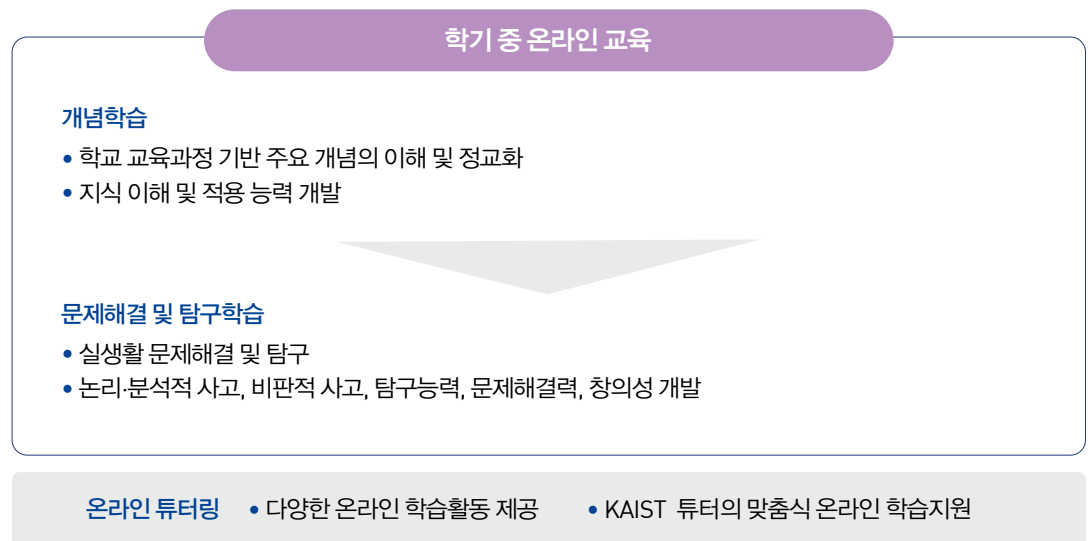 학기 중 온라인 교육
개념학습
• 학교 교육과정 기반 주요 개념의 이해 및 정교화
• 지식 이해 및 적용 능력 개발
문제해결 및 탐구학습
• 실생활 문제해결 및 탐구
• 논리·분석적 사고, 비판적 사고, 탐구능력, 문제해결력, 창의성 개발
온라인 튜터링 • 다양한 온라인 학습활동 제공 • KAIST 튜터의 맞춤식 온라인 학습지원